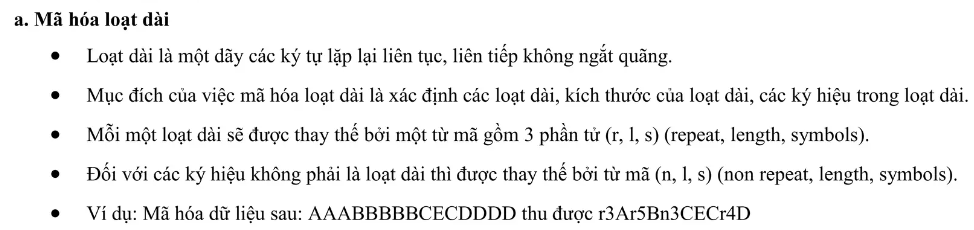 a. Mã hóa loạt dài
• Loạt dài là một dãy các ký tự lặp lại liên tục, liên tiếp không ngắt quãng.
• Mục đích của việc mã hóa loạt dài là xác định các loạt dài, kích thước của loạt dài, các ký hiệu trong loạt dài.
• Mỗi một loạt dài sẽ được thay thế bởi một từ mã gồm 3 phần tử (r, l, s) (repeat, length, symbols).
• Đối với các ký hiệu không phải là loạt dài thì được thay thế bởi từ mã (n, l, s) (non repeat, length, symbols).
• Ví dụ: Mã hóa dữ liệu sau: AAABBBBBCECDDDD thu được r3Ar5Bn3CECr4D